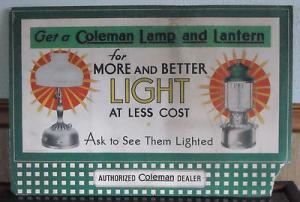 Get a Coleman Lamp and Lantern
for
MORE AND BETTER
LIGHT
AT LESS COST
Ask to See Them Lighted
AUTHORIZED Coleman DEALER